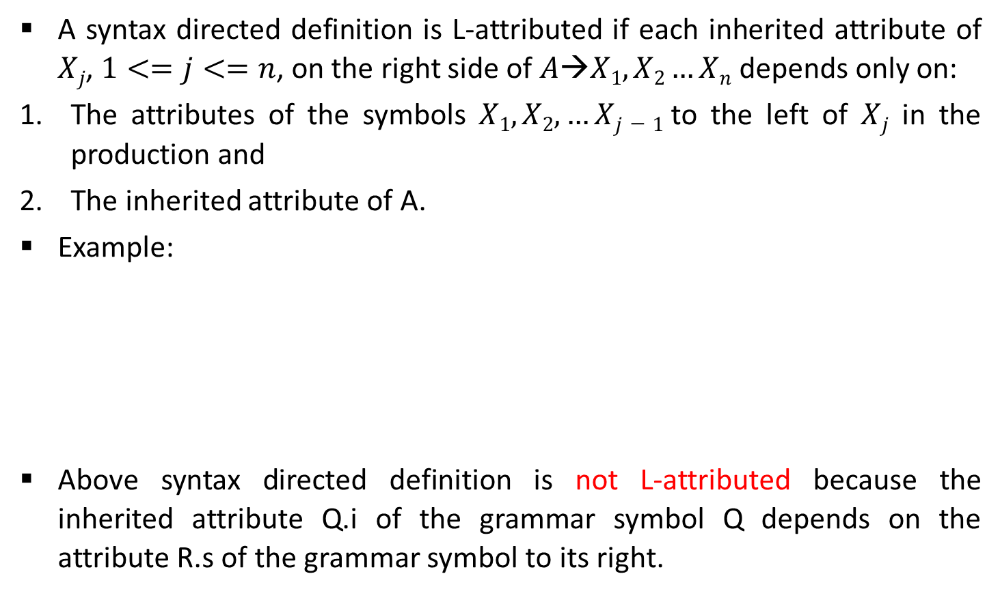 ▪ A syntax directed definition is L-attributed if each inherited attribute of
X_j, 1 <= j <= n, on the right side of A→X_1, X_2 … X_n depends only on:
1. The attributes of the symbols X_1, X_2, … X_{j – 1} to the left of X_j in the
production and
2. The inherited attribute of A.
▪ Example:
▪ Above syntax directed definition is not L-attributed because the
inherited attribute Q.i of the grammar symbol Q depends on the
attribute R.s of the grammar symbol to its right.